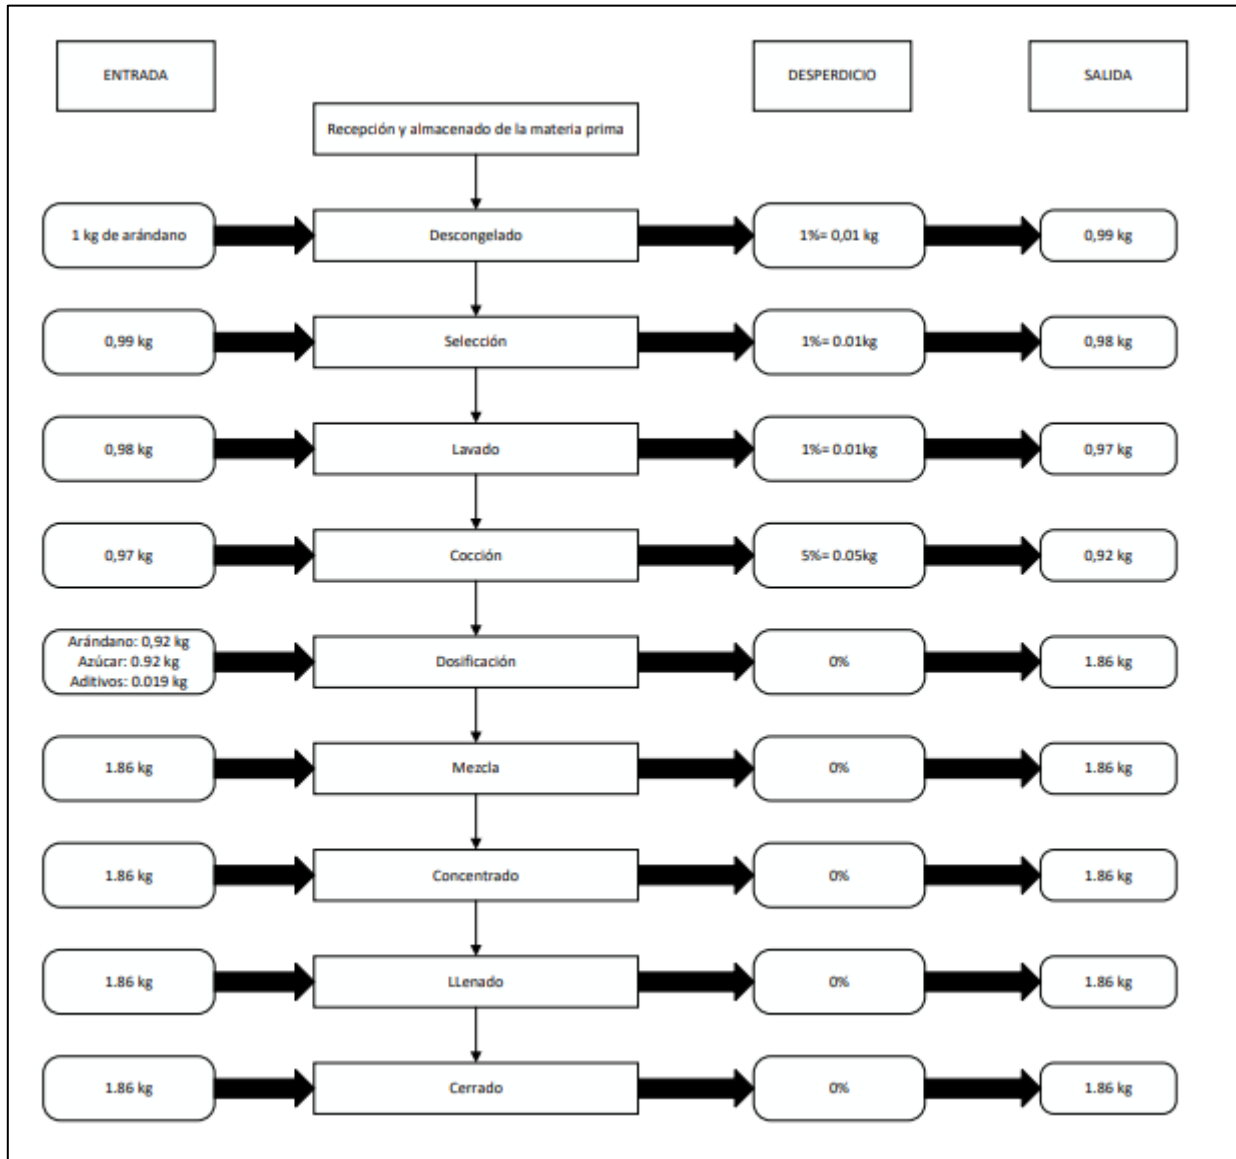 ENTRADA
DESPERDICIO
SALIDA
Recepción y almacenado de la materia prima
1 kg de arándano
Descongelado
1%= 0,01 kg
0,99 kg
0,99 kg
Selección
1%= 0.01kg
0,98 kg
0,98 kg
Lavado
1%= 0.01kg
0,97 kg
0,97 kg
Cocción
5%= 0.05kg
0,92 kg
Arándano: 0,92 kg
Azúcar: 0.92 kg
Aditivos: 0.019 kg
Dosificación
0%
1.86 kg
1.86 kg
Mezcla
0%
1.86 kg
1.86 kg
Concentrado
0%
1.86 kg
1.86 kg
LLenado
0%
1.86 kg
1.86 kg
Cerrado
0%
1.86 kg